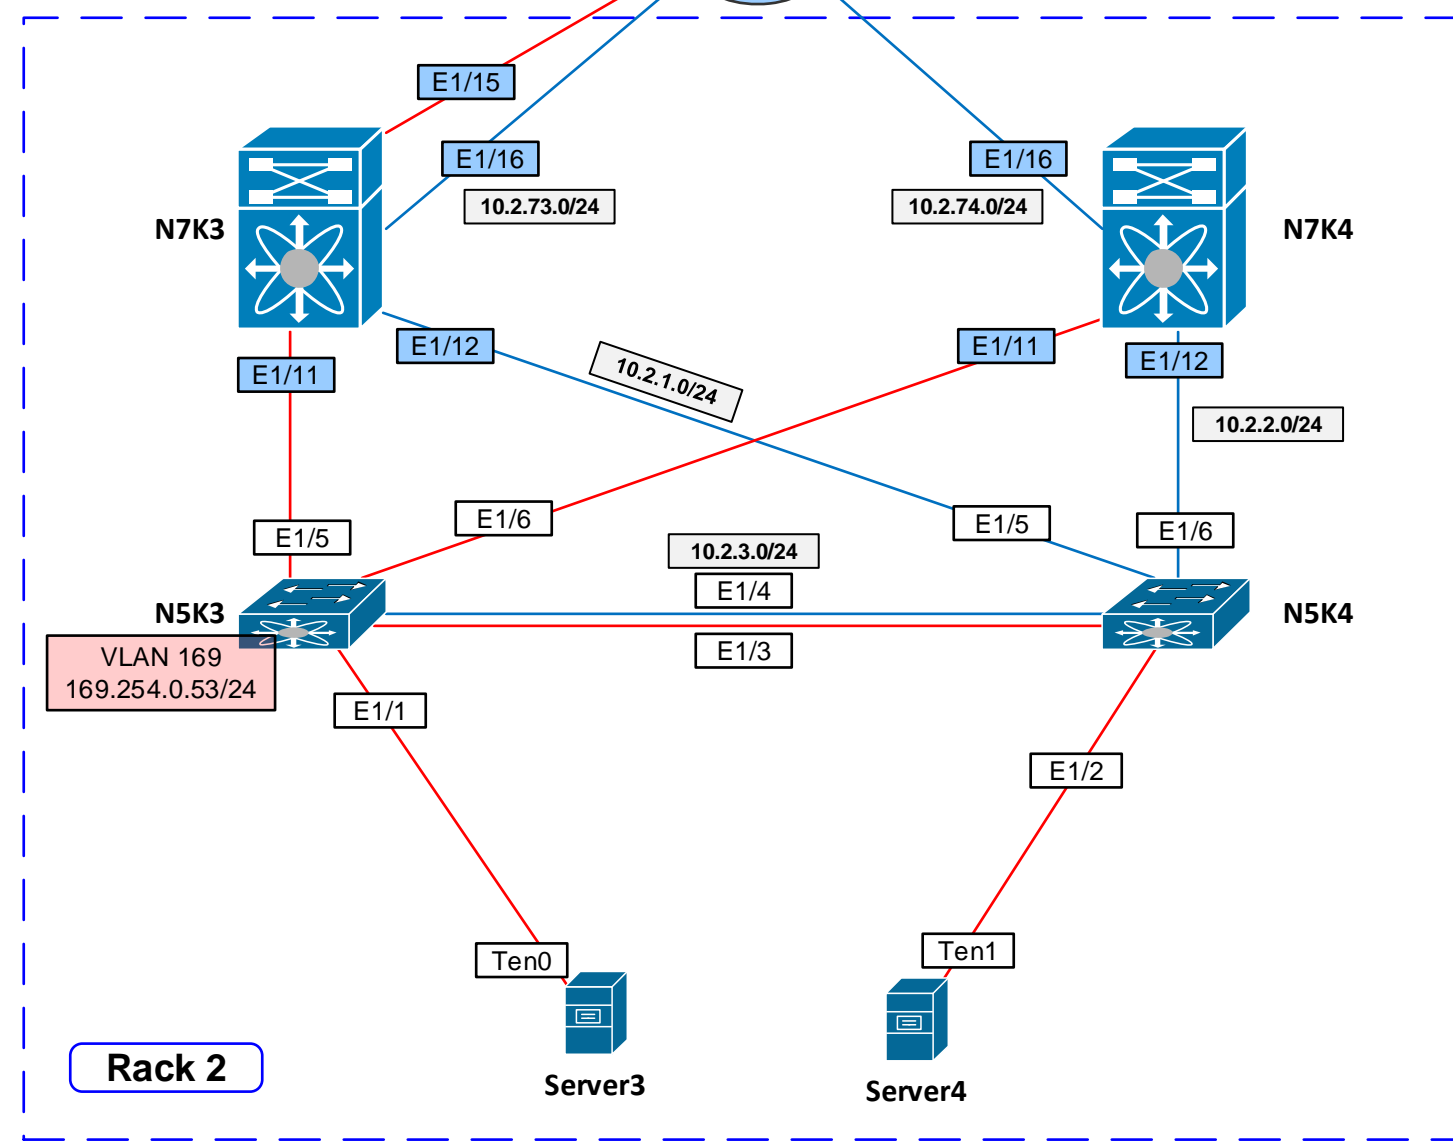 E1/15
E1/16
E1/16
10.2.73.0/24
10.2.74.0/24
N7K3
N7K4
E1/12
E1/11
E1/11
E1/12
10.2.1.0/24
10.2.2.0/24
E1/6
E1/5
E1/5
E1/6
10.2.3.0/24
E1/4
N5K3
N5K4
E1/3
VLAN 169
169.254.0.53/24
E1/1
E1/2
Ten0
Ten1
Rack 2
Server3
Server4